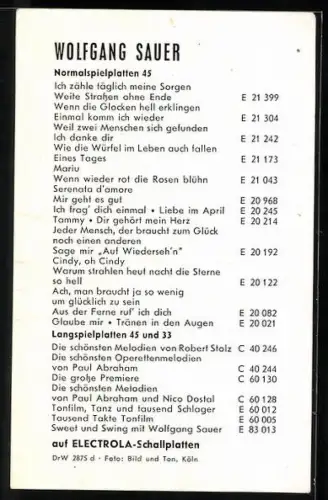 WOLFGANG SAUER
Normalspielplatten 45
Ich zähle täglich meine Sorgen
Weite Straßen ohne Ende E 21 399
Wenn die Glocken hell erklingen
Einmal komm ich wieder E 21 304
Weil zwei Menschen sich gefunden
Ich danke dir E 21 242
Wie die Würfel im Leben auch fallen
Eines Tages E 21 173
Mariu
Wenn wieder rot die Rosen blühn E 21 043
Serenata d'amore
Mir geht es gut E 20 968
Ich frag' dich einmal • Liebe im April E 20 245
Tammy • Dir gehört mein Herz E 20 214
Jeder Mensch, der braucht zum Glück
noch einen anderen
Sage mir „Auf Wiederseh'n" E 20 192
Cindy, oh Cindy
Warum strahlen heut nacht die Sterne
so hell E 20 122
Ach, man braucht ja so wenig
um glücklich zu sein
Aus der Ferne ruf' ich dich E 20 082
Glaube mir • Tränen in den Augen E 20 021
Langspielplatten 45 und 33
Die schönsten Melodien von Robert Stolz C 40 246
Die schönsten Operettenmelodien
von Paul Abraham C 40 244
Die große Premiere C 60 130
Die schönsten Melodien
von Paul Abraham und Nico Dostal C 60 128
Tonfilm, Tanz und tausend Schlager E 60 012
Tausend Takte Tonfilm E 60 005
Sweet und Swing mit Wolfgang Sauer E 83 013
auf ELECTROLA-Schallplatten
DrW 2875 d · Foto: Bild und Ton, Köln